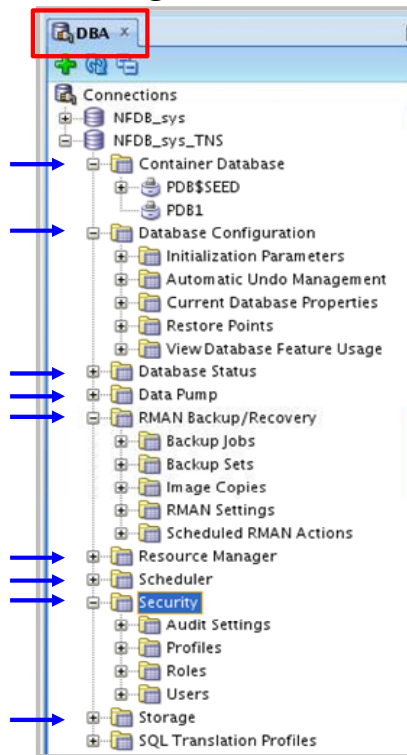 DBA
Connections
NFDB_sys
NFDB_sys_TNS
Container Database
PDB$SEED
PDB1
Database Configuration
Initialization Parameters
Automatic Undo Management
Current Database Properties
Restore Points
View Database Feature Usage
Database Status
Data Pump
RMAN Backup/Recovery
Backup Jobs
Backup Sets
Image Copies
RMAN Settings
Scheduled RMAN Actions
Resource Manager
Scheduler
Security
Audit Settings
Profiles
Roles
Users
Storage
SQL Translation Profiles